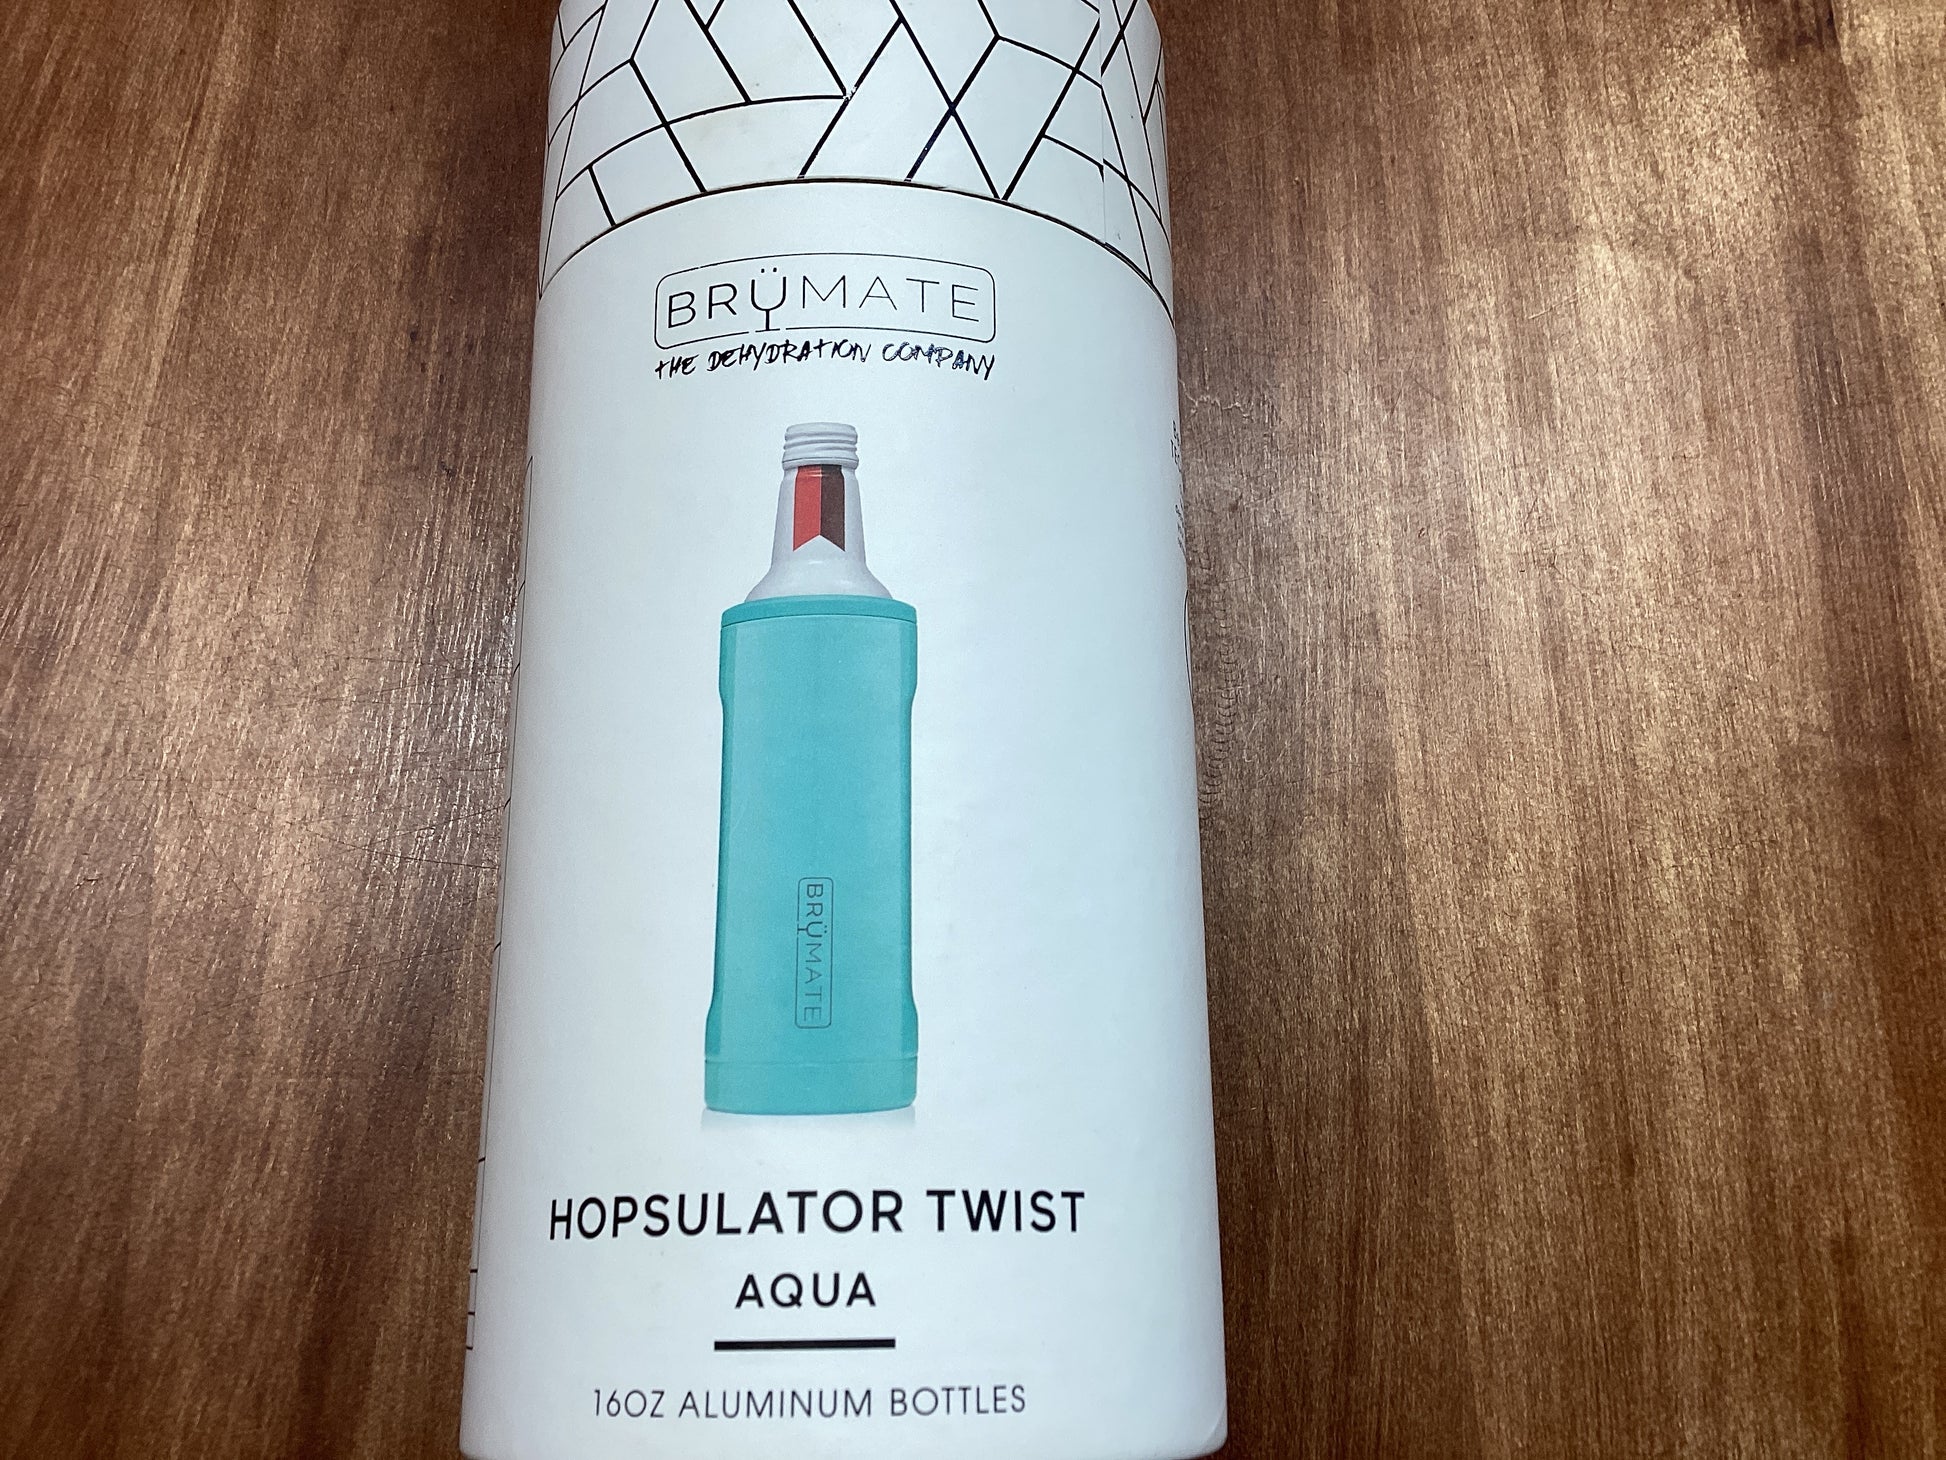 BRÜMATE
THE DEHYDRATION COMPANY
BRÜMATE
HOPSULATOR TWIST
AQUA
16OZ ALUMINUM BOTTLES